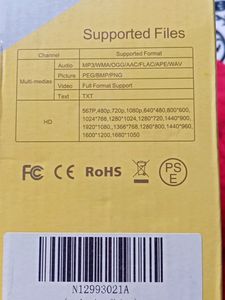 Supported Files
Channel Supported Format
Multi-medias Audio MP3/WMA/OGG/AAC/FLAC/APE/WAV
Picture PEG/BMP/PNG
Video Full Format Support
Text TXT
HD 567P,480p,720p,1080p,640*480,800*600,
1024*768,1280*1024,1280*720,1440*900,
1920*1080,,1366*768,1280*800,1440*960,
1600*1200,1680*1050
FC CE RoHS PS E
N12993021A